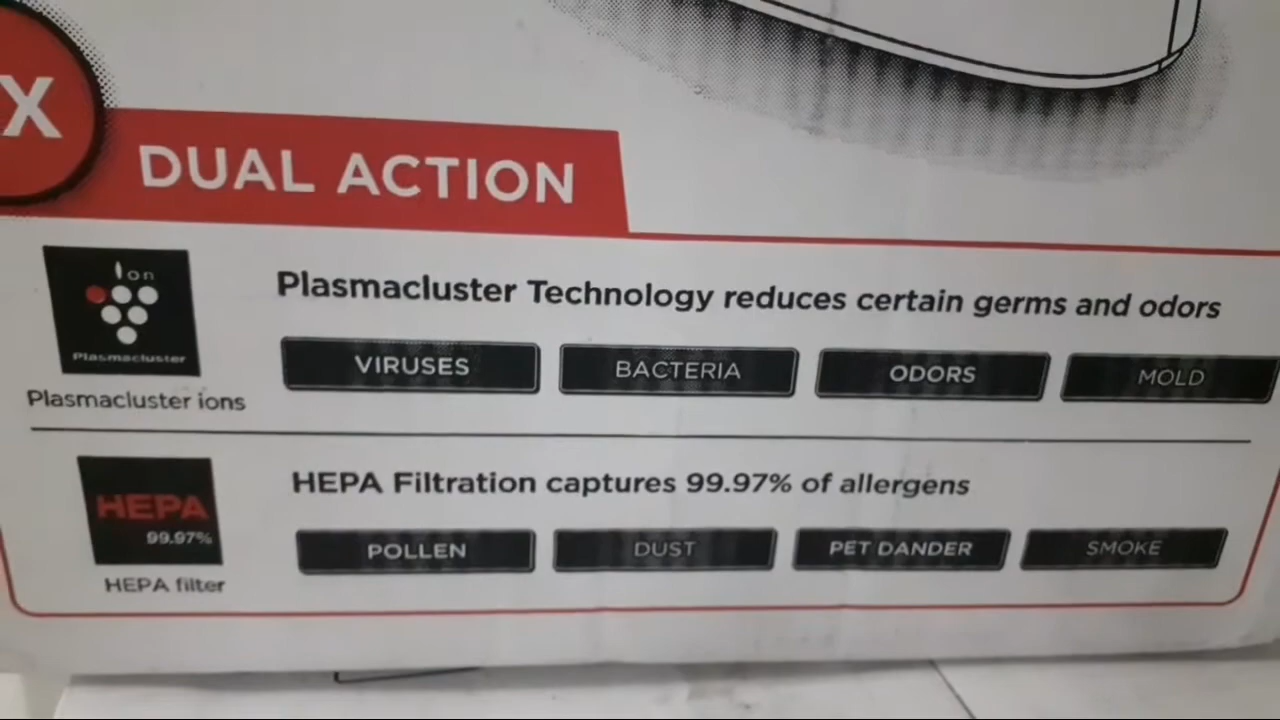 X
DUAL ACTION
Ion
Plasmacluster
Plasmacluster ions
Plasmacluster Technology reduces certain germs and odors
VIRUSES BACTERIA ODORS MOLD
HEPA
99.97%
HEPA filter
HEPA Filtration captures 99.97% of allergens
POLLEN DUST PET DANDER SMOKE